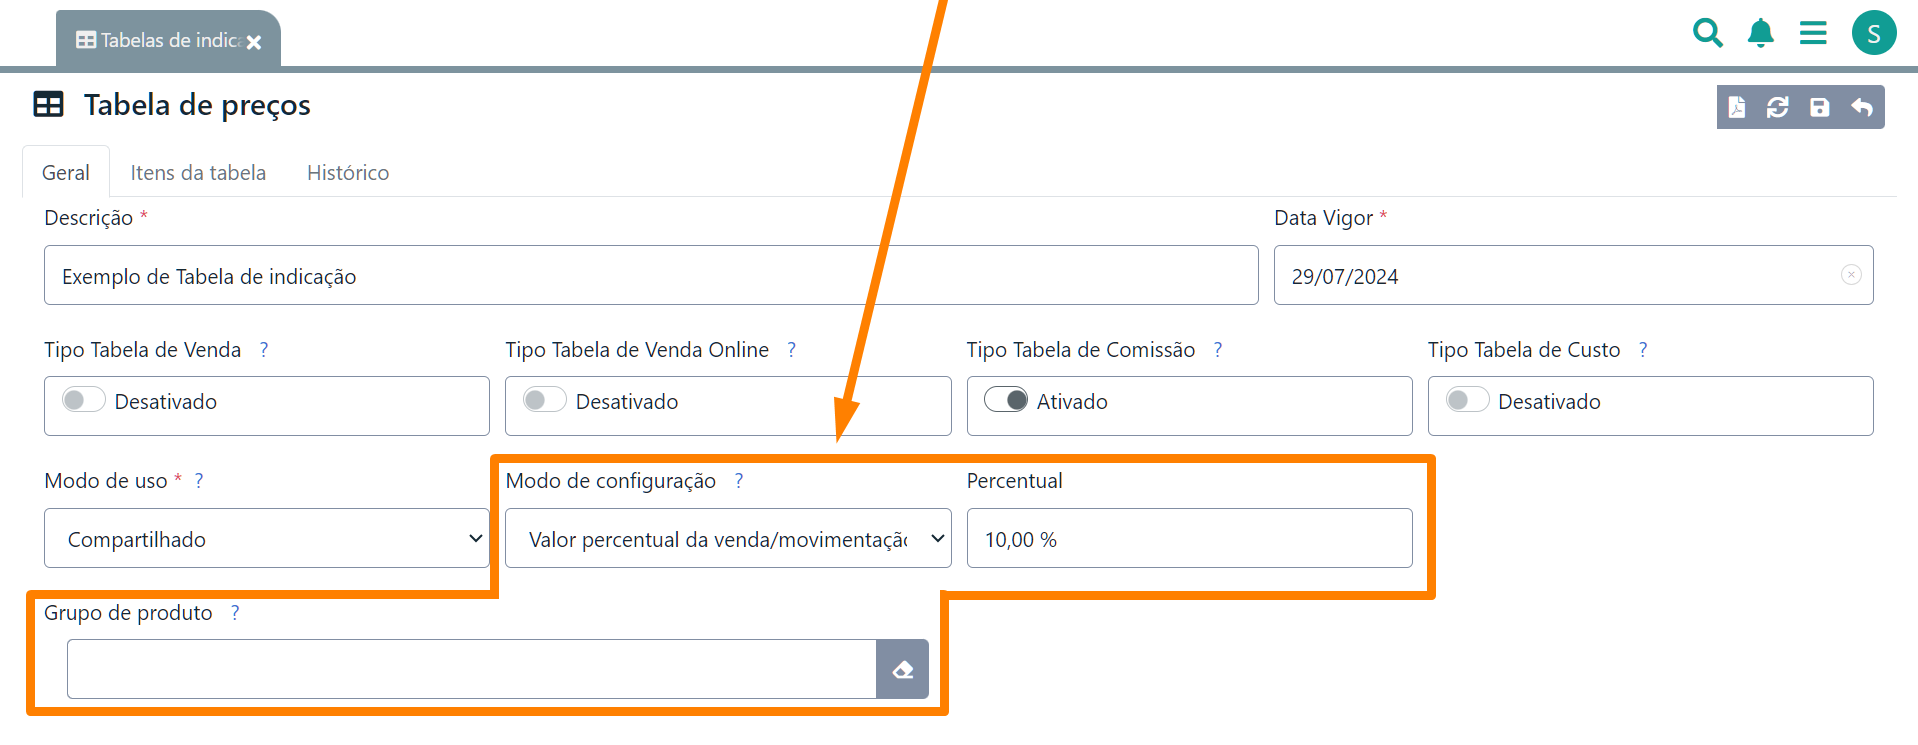 Tabelas de indica
S
Tabela de preços
Geral
Itens da tabela
Histórico
Descrição *
Data Vigor *
Exemplo de Tabela de indicação
29/07/2024
Tipo Tabela de Venda ?
Tipo Tabela de Venda Online ?
Tipo Tabela de Comissão ?
Tipo Tabela de Custo ?
Desativado
Desativado
Ativado
Desativado
Modo de uso * ?
Modo de configuração ?
Percentual
Compartilhado
Valor percentual da venda/movimentaçã
10,00 %
Grupo de produto ?